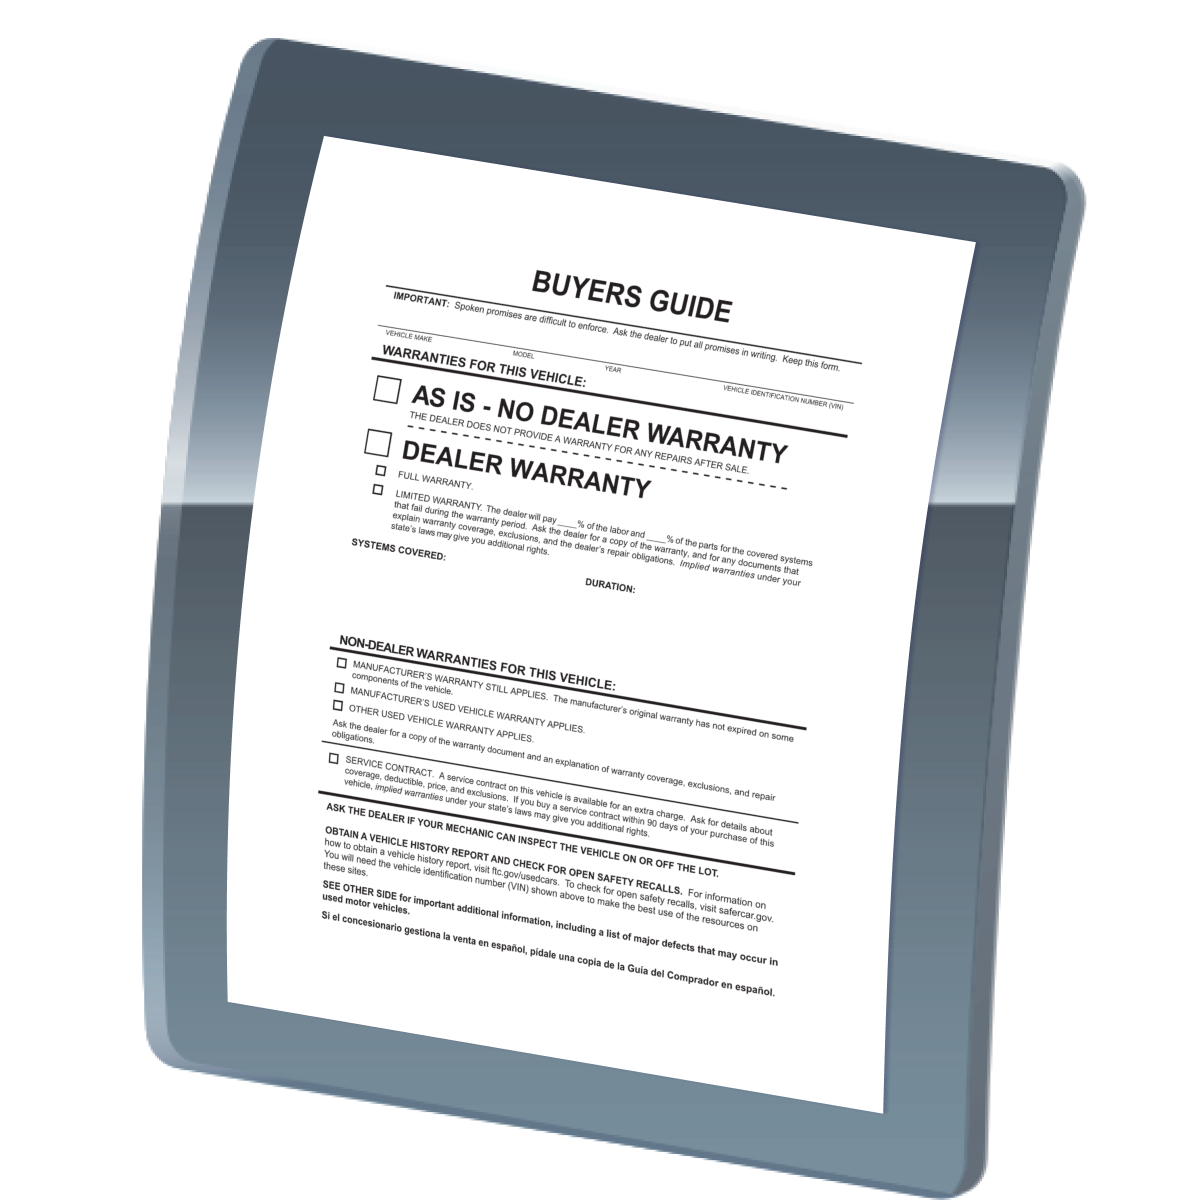 BUYERS GUIDE
IMPORTANT: Spoken promises are difficult to enforce. Ask the dealer to put all promises in writing. Keep this form.
VEHICLE MAKE MODEL YEAR VEHICLE IDENTIFICATION NUMBER (VIN)
WARRANTIES FOR THIS VEHICLE:
AS IS - NO DEALER WARRANTY
THE DEALER DOES NOT PROVIDE A WARRANTY FOR ANY REPAIRS AFTER SALE.
DEALER WARRANTY
FULL WARRANTY.
LIMITED WARRANTY. The dealer will pay ____% of the labor and ____% of the parts for the covered systems
that fail during the warranty period. Ask the dealer for a copy of the warranty, and for any documents that
explain warranty coverage, exclusions, and the dealer's repair obligations. Implied warranties under your
state's laws may give you additional rights.
SYSTEMS COVERED: DURATION:
NON-DEALER WARRANTIES FOR THIS VEHICLE:
MANUFACTURER'S WARRANTY STILL APPLIES. The manufacturer's original warranty has not expired on some
components of the vehicle.
MANUFACTURER'S USED VEHICLE WARRANTY APPLIES.
OTHER USED VEHICLE WARRANTY APPLIES.
Ask the dealer for a copy of the warranty document and an explanation of warranty coverage, exclusions, and repair
obligations.
SERVICE CONTRACT. A service contract on this vehicle is available for an extra charge. Ask for details about
coverage, deductible, price, and exclusions. If you buy a service contract within 90 days of your purchase of this
vehicle, implied warranties under your state's laws may give you additional rights.
ASK THE DEALER IF YOUR MECHANIC CAN INSPECT THE VEHICLE ON OR OFF THE LOT.
OBTAIN A VEHICLE HISTORY REPORT AND CHECK FOR OPEN SAFETY RECALLS. For information on
how to obtain a vehicle history report, visit ftc.gov/usedcars. To check for open safety recalls, visit safercar.gov.
You will need the vehicle identification number (VIN) shown above to make the best use of the resources on
these sites.
SEE OTHER SIDE for important additional information, including a list of major defects that may occur in
used motor vehicles.
Si el concesionario gestiona la venta en español, pídale una copia de la Guía del Comprador en español.